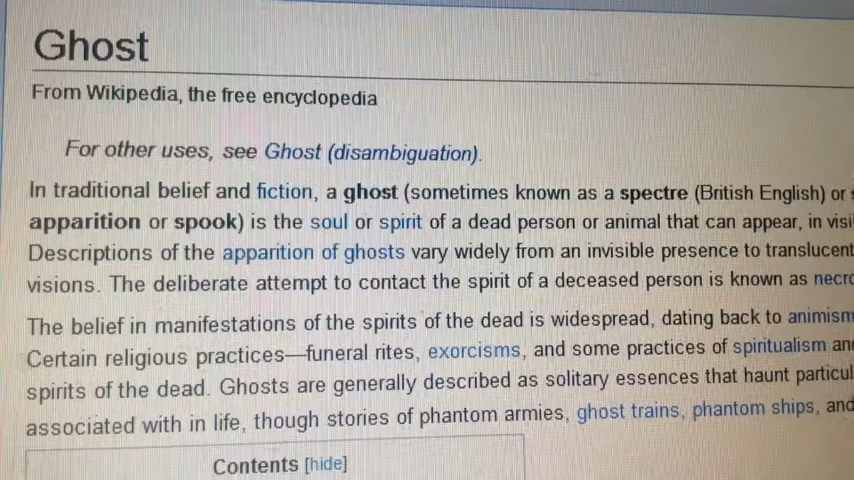 Ghost
From Wikipedia, the free encyclopedia
For other uses, see Ghost (disambiguation).
In traditional belief and fiction, a ghost (sometimes known as a spectre (British English) or
apparition or spook) is the soul or spirit of a dead person or animal that can appear, in
Descriptions of the apparition of ghosts vary widely from an invisible presence to translucent
visions. The deliberate attempt to contact the spirit of a deceased person is known as
The belief in manifestations of the spirits of the dead is widespread, dating back to animism
Certain religious practices—funeral rites, exorcisms, and some practices of spiritualism
spirits of the dead. Ghosts are generally described as solitary essences that haunt
associated with in life, though stories of phantom armies, ghost trains, phantom ships, and
Contents [hide]